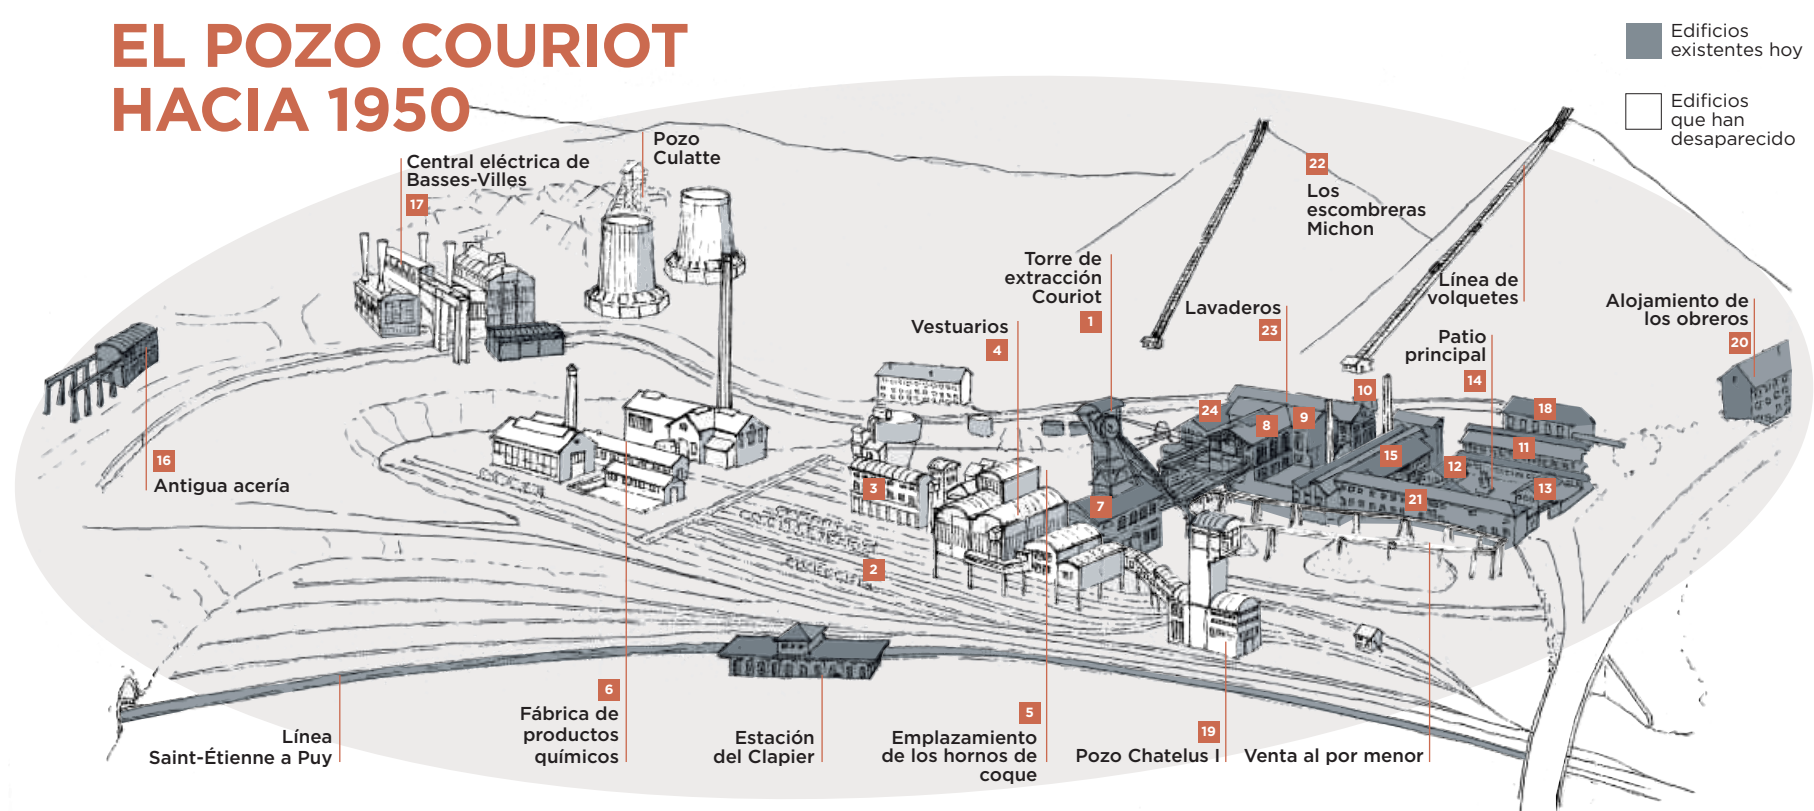 EL POZO COURIOT
HACIA 1950
Edificios
existentes hoy
Edificios
que han
desaparecido
Central eléctrica de
Basses-Villes
17
Pozo
Culatte
22
Los
escombreras
Michon
Torre de
extracción
Couriot
1
Línea de
volquetes
Lavaderos
23
Vestuarios
4
Patio
principal
14
Alojamiento de
los obreros
20
10
24
9
8
18
11
15
12
13
21
16
Antigua acería
3
7
2
6
Fábrica de
productos
químicos
5
Emplazamiento
de los hornos de
coque
19
Pozo Chatelus I
Venta al por menor
Línea
Saint-Étienne a Puy
Estación
del Clapier